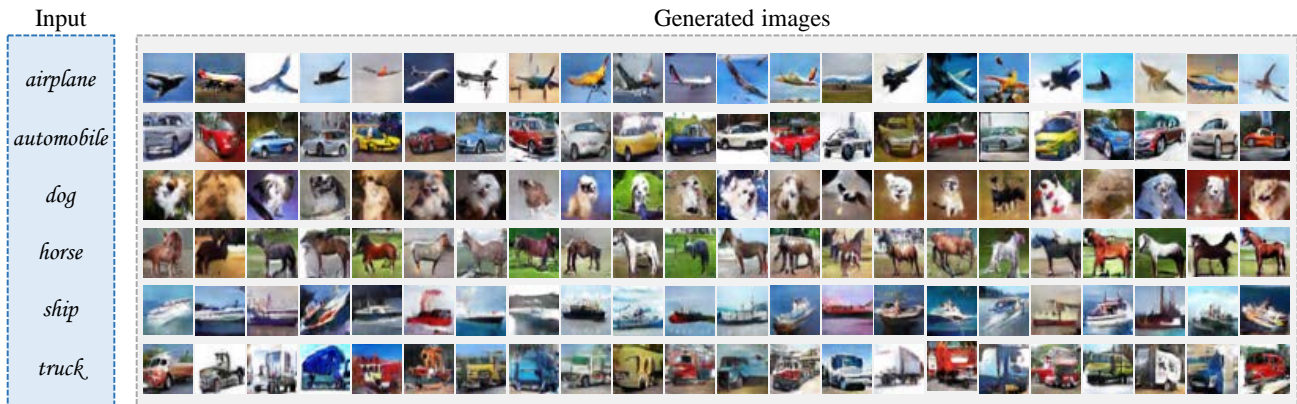 Input
Generated images
airplane
automobile
dog
horse
ship
truck